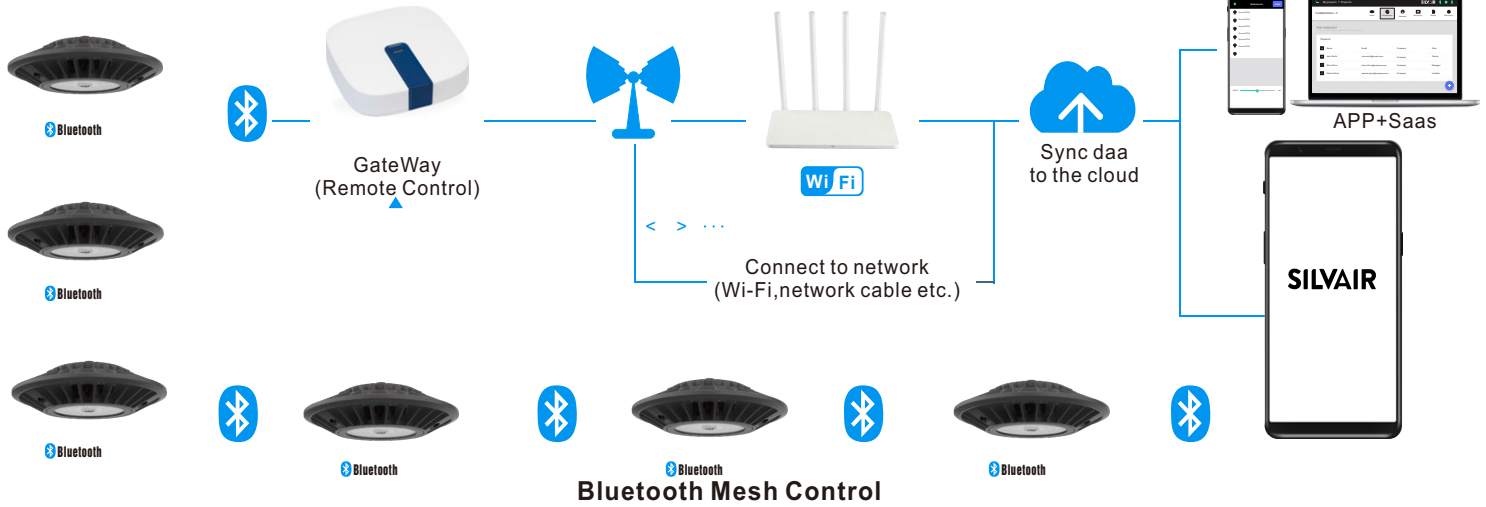 SILVAIR
APP+Saas
Bluetooth
GateWay
(Remote Control)
Wi Fi
Sync daa
to the cloud
Bluetooth
< > ...
Connect to network
(Wi-Fi,network cable etc.)
SILVAIR
Bluetooth
Bluetooth
Bluetooth
Bluetooth
Bluetooth Mesh Control